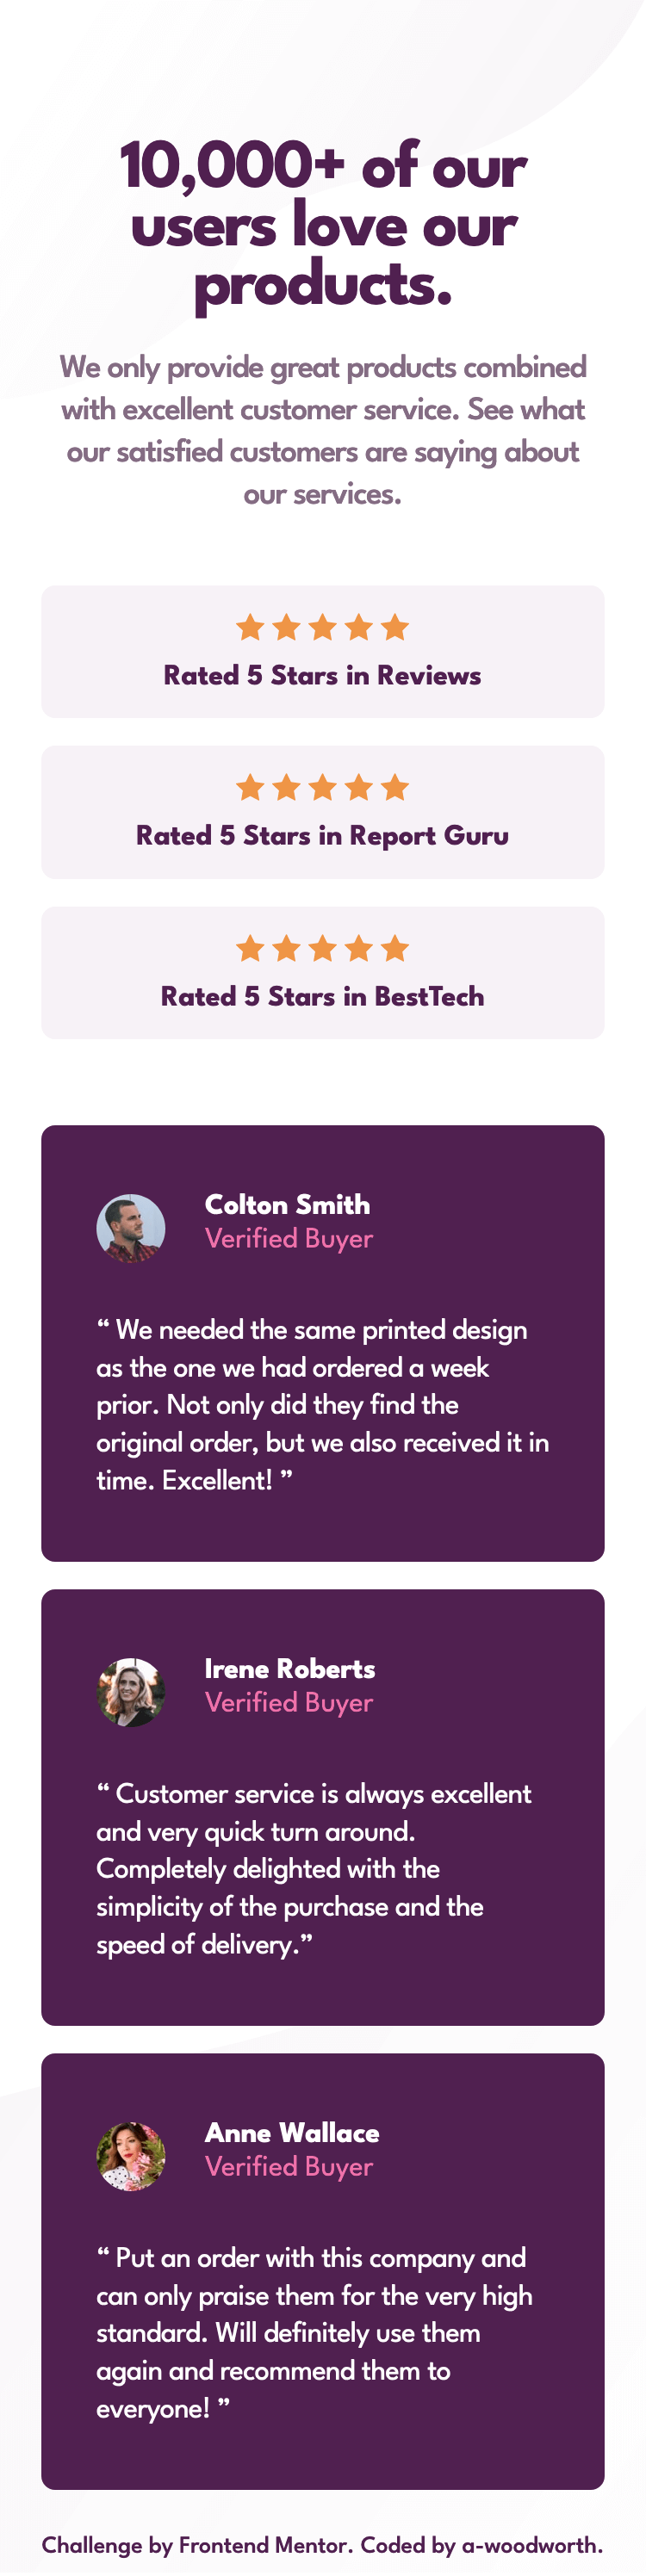 10,000+ of our
users love our
products.
We only provide great products combined
with excellent customer service. See what
our satisfied customers are saying about
our services.
Rated 5 Stars in Reviews
Rated 5 Stars in Report Guru
Rated 5 Stars in BestTech
Colton Smith
Verified Buyer
“ We needed the same printed design
as the one we had ordered a week
prior. Not only did they find the
original order, but we also received it in
time. Excellent! ”
Irene Roberts
Verified Buyer
“ Customer service is always excellent
and very quick turn around.
Completely delighted with the
simplicity of the purchase and the
speed of delivery.”
Anne Wallace
Verified Buyer
“ Put an order with this company and
can only praise them for the very high
standard. Will definitely use them
again and recommend them to
everyone! ”
Challenge by Frontend Mentor. Coded by a-woodworth.